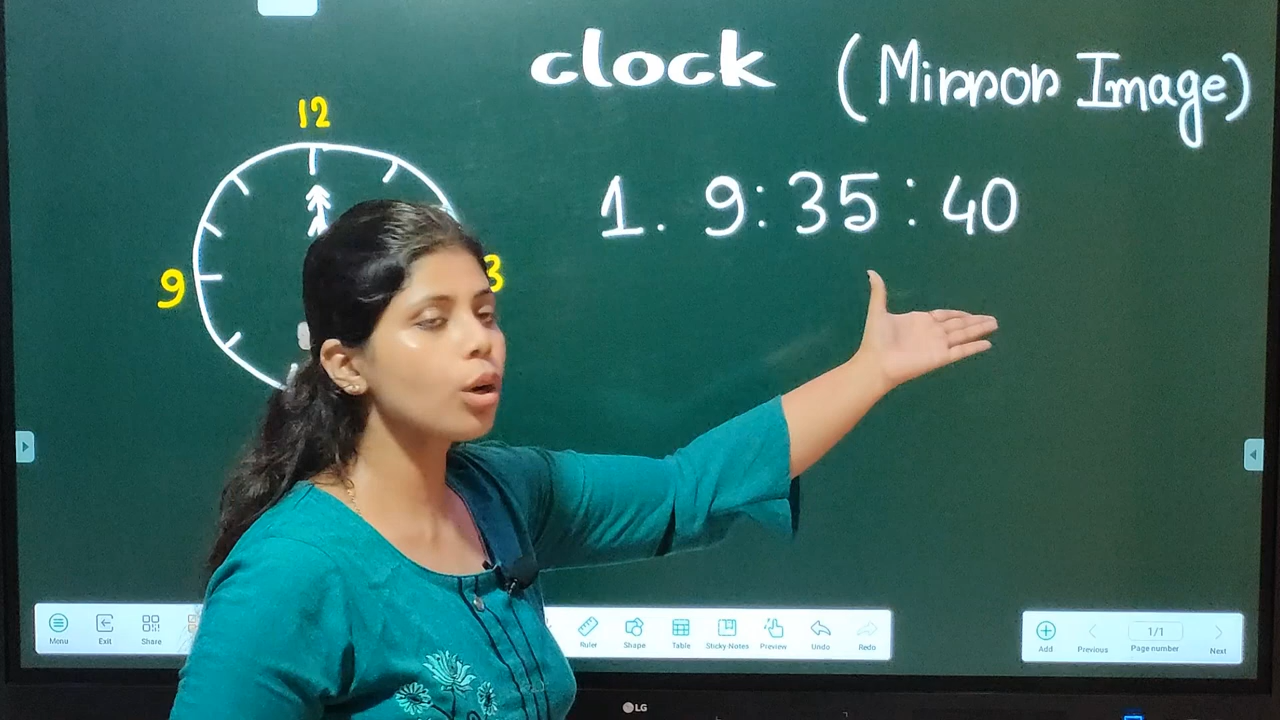 clock (Mirror Image)
12
1. 9:35:40
9
3
Menu
Exit
Share
Ruler
Shape
Table
Sticky Notes
Preview
Undo
Redo
Add
Previous
1/1
Page number
Next
LG